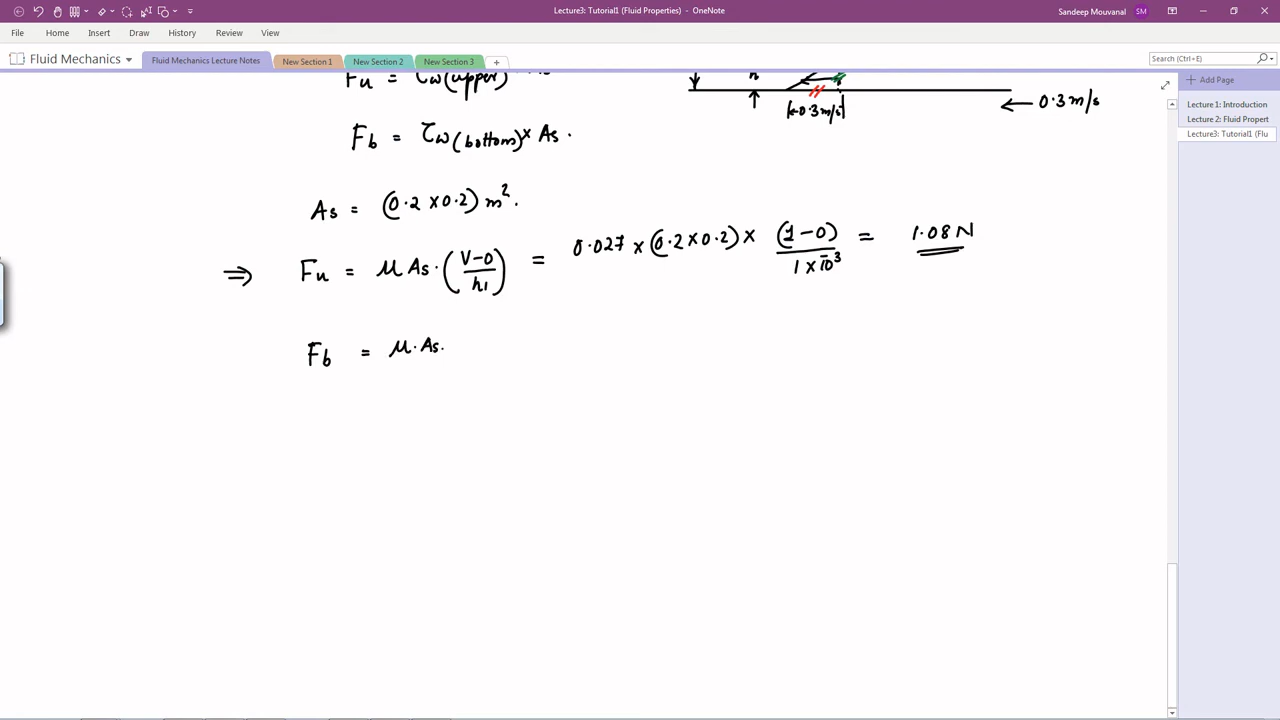 Lecture3: Tutorial1 (Fluid Properties) - OneNote
Sandeep Mouvanal SM
File Home Insert Draw History Review View
Fluid Mechanics
Fluid Mechanics Lecture Notes New Section 1 New Section 2 New Section 3 +
Search (Ctrl+E)
Add Page
Lecture 1: Introduction
Lecture 2: Fluid Propert
Lecture3: Tutorial1 (Flu
Fu = τw(upper)
h
|←0.3m/s|
← 0.3 m/s
Fb = τw(bottom) × As.
As = (0.2 × 0.2) m².
⇒ Fu = μ As · (V-0 / h1) = 0.027 × (0.2 × 0.2) × (1-0) / 1 × 10⁻³ = 1.08 N
Fb = μ · As ·